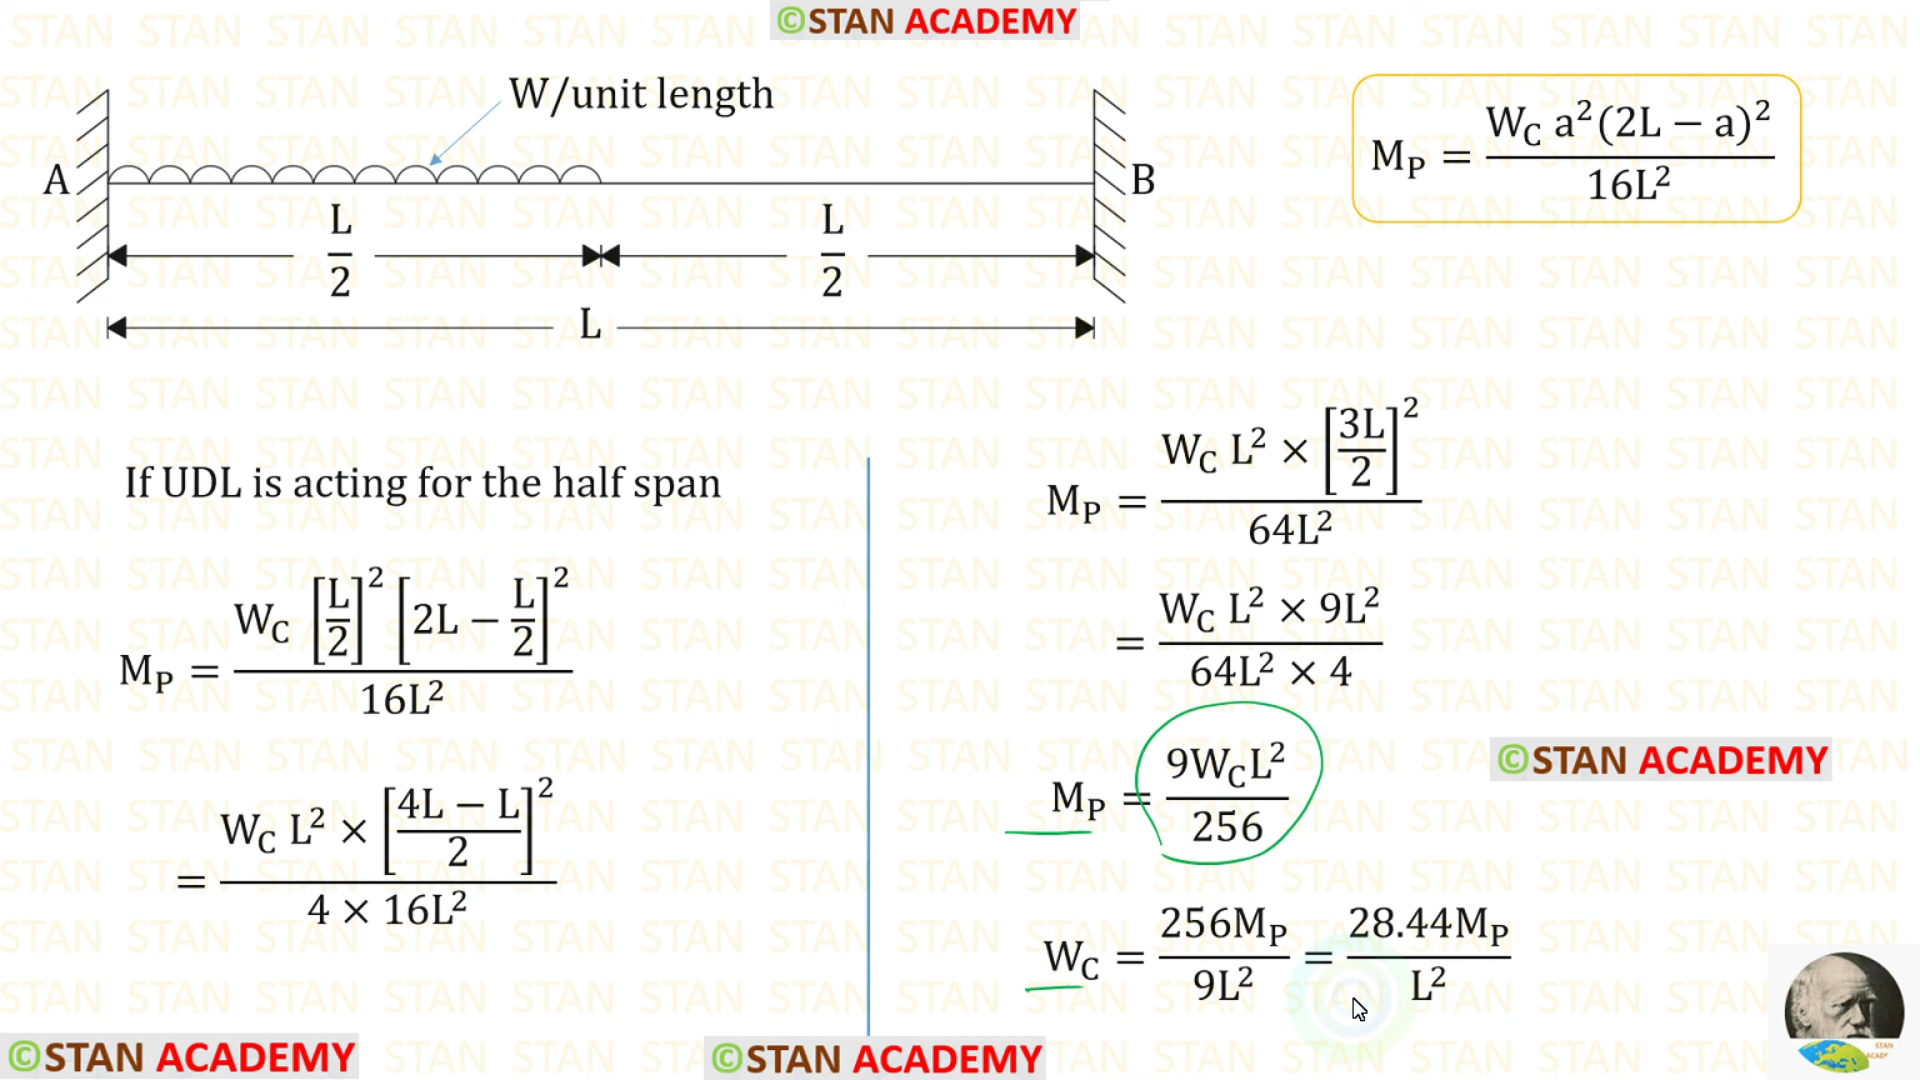 ©STAN ACADEMY
W/unit length
A
B
L/2
L/2
L
M_P = W_C a²(2L − a)² / 16L²
If UDL is acting for the half span
M_P = W_C [L/2]² [2L − L/2]² / 16L²
= W_C L² × [4L − L / 2]² / 4 × 16L²
M_P = W_C L² × [3L/2]² / 64L²
= W_C L² × 9L² / 64L² × 4
M_P = 9W_C L² / 256
©STAN ACADEMY
W_C = 256M_P / 9L² = 28.44M_P / L²
©STAN ACADEMY
©STAN ACADEMY
STAN